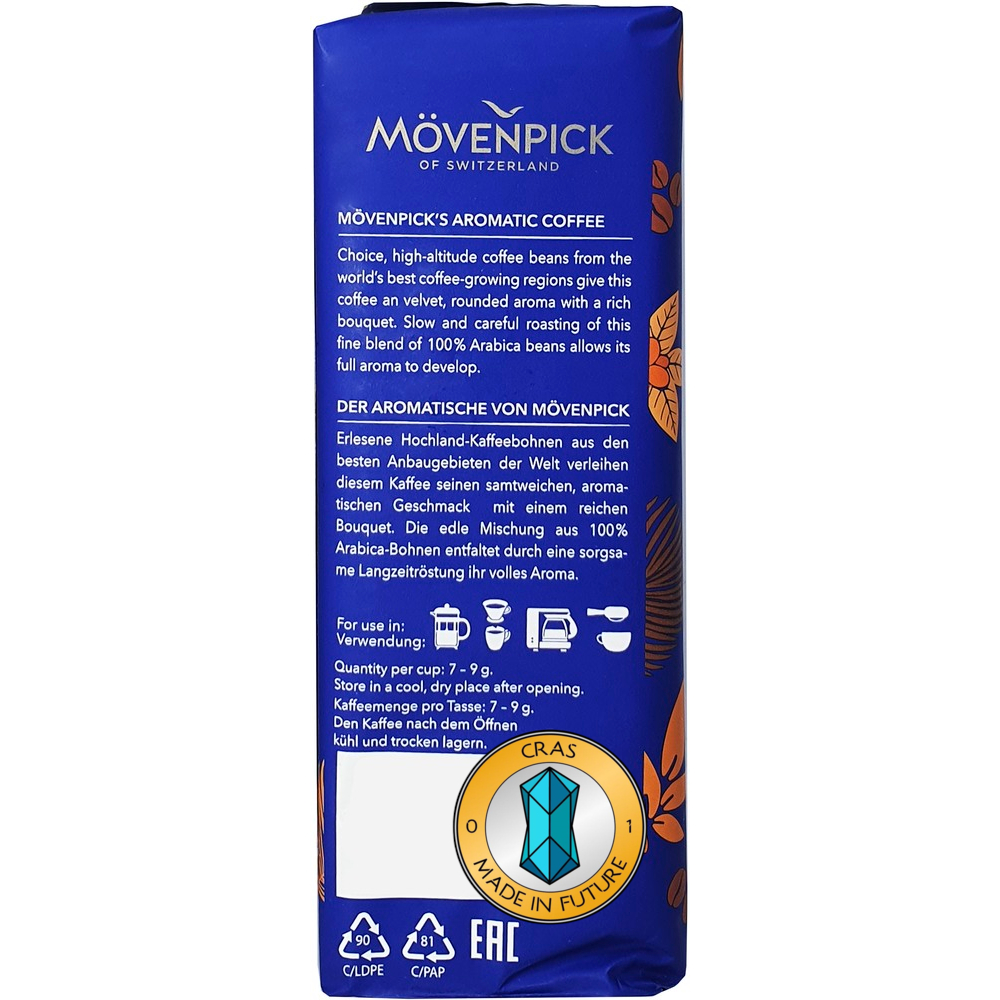 MÖVENPICK
OF SWITZERLAND
MÖVENPICK'S AROMATIC COFFEE
Choice, high-altitude coffee beans from the
world's best coffee-growing regions give this
coffee an velvet, rounded aroma with a rich
bouquet. Slow and careful roasting of this
fine blend of 100% Arabica beans allows its
full aroma to develop.
DER AROMATISCHE VON MÖVENPICK
Erlesene Hochland-Kaffeebohnen aus den
besten Anbaugebieten der Welt verleihen
diesem Kaffee seinen samtweichen, aroma-
tischen Geschmack mit einem reichen
Bouquet. Die edle Mischung aus 100%
Arabica-Bohnen entfaltet durch eine sorgsa-
me Langzeitröstung ihr volles Aroma.
For use in:
Verwendung:
Quantity per cup: 7 – 9 g.
Store in a cool, dry place after opening.
Kaffeemenge pro Tasse: 7 – 9 g.
Den Kaffee nach dem Öffnen
kühl und trocken lagern.
CRAS
0 1
MADE IN FUTURE
90 81 EAC
C/LDPE C/PAP